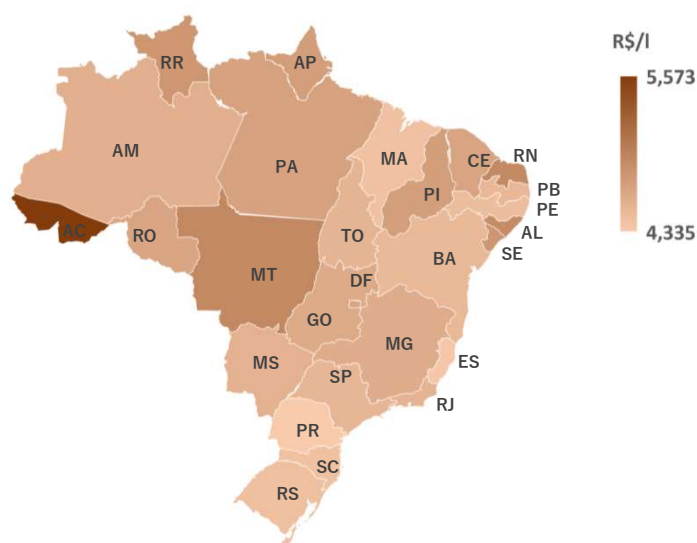 R$/l
5,573
4,335
RR
AP
AM
PA
MA
CE
RN
PI
PB
PE
AL
SE
AC
RO
TO
BA
MT
DF
GO
MG
ES
MS
SP
RJ
PR
SC
RS